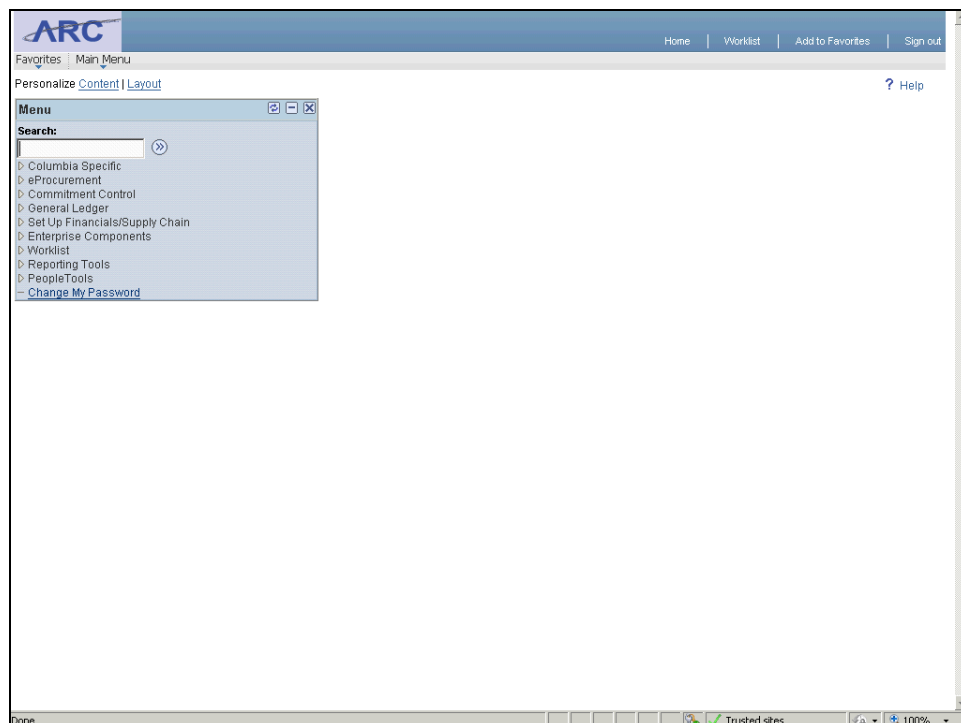 ARC
Home | Worklist | Add to Favorites | Sign out
Favorites Main Menu
Personalize Content | Layout
? Help
Menu
Search:
Columbia Specific
eProcurement
Commitment Control
General Ledger
Set Up Financials/Supply Chain
Enterprise Components
Worklist
Reporting Tools
PeopleTools
Change My Password
Done Trusted sites 100%